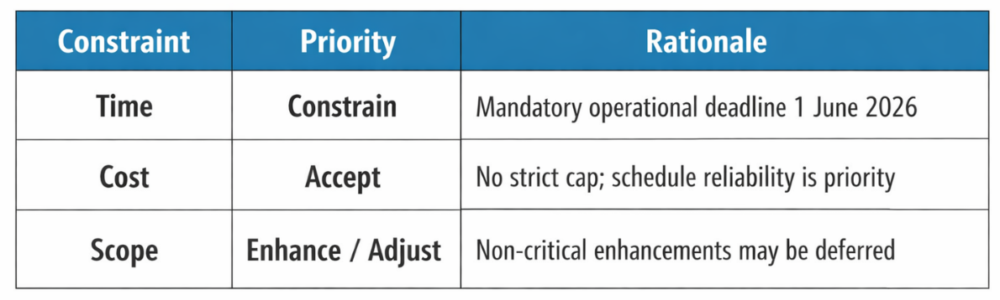 Constraint Priority Rationale
Time Constrain Mandatory operational deadline 1 June 2026
Cost Accept No strict cap; schedule reliability is priority
Scope Enhance / Adjust Non-critical enhancements may be deferred